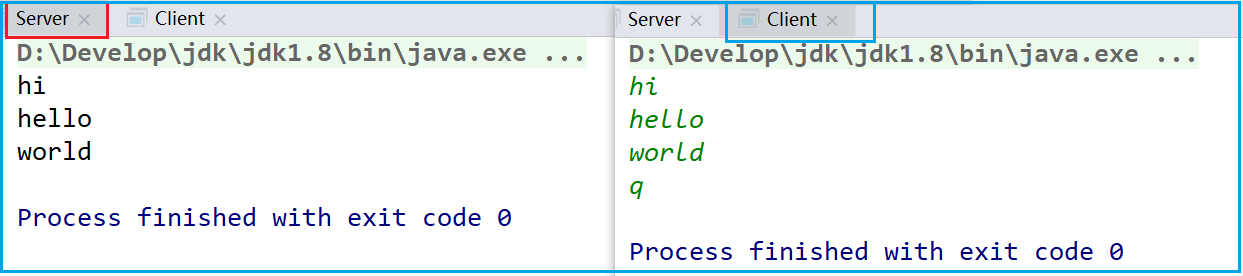 Server Client
D:\Develop\jdk\jdk1.8\bin\java.exe ...
hi
hello
world
Process finished with exit code 0
Server Client
D:\Develop\jdk\jdk1.8\bin\java.exe ...
hi
hello
world
q
Process finished with exit code 0